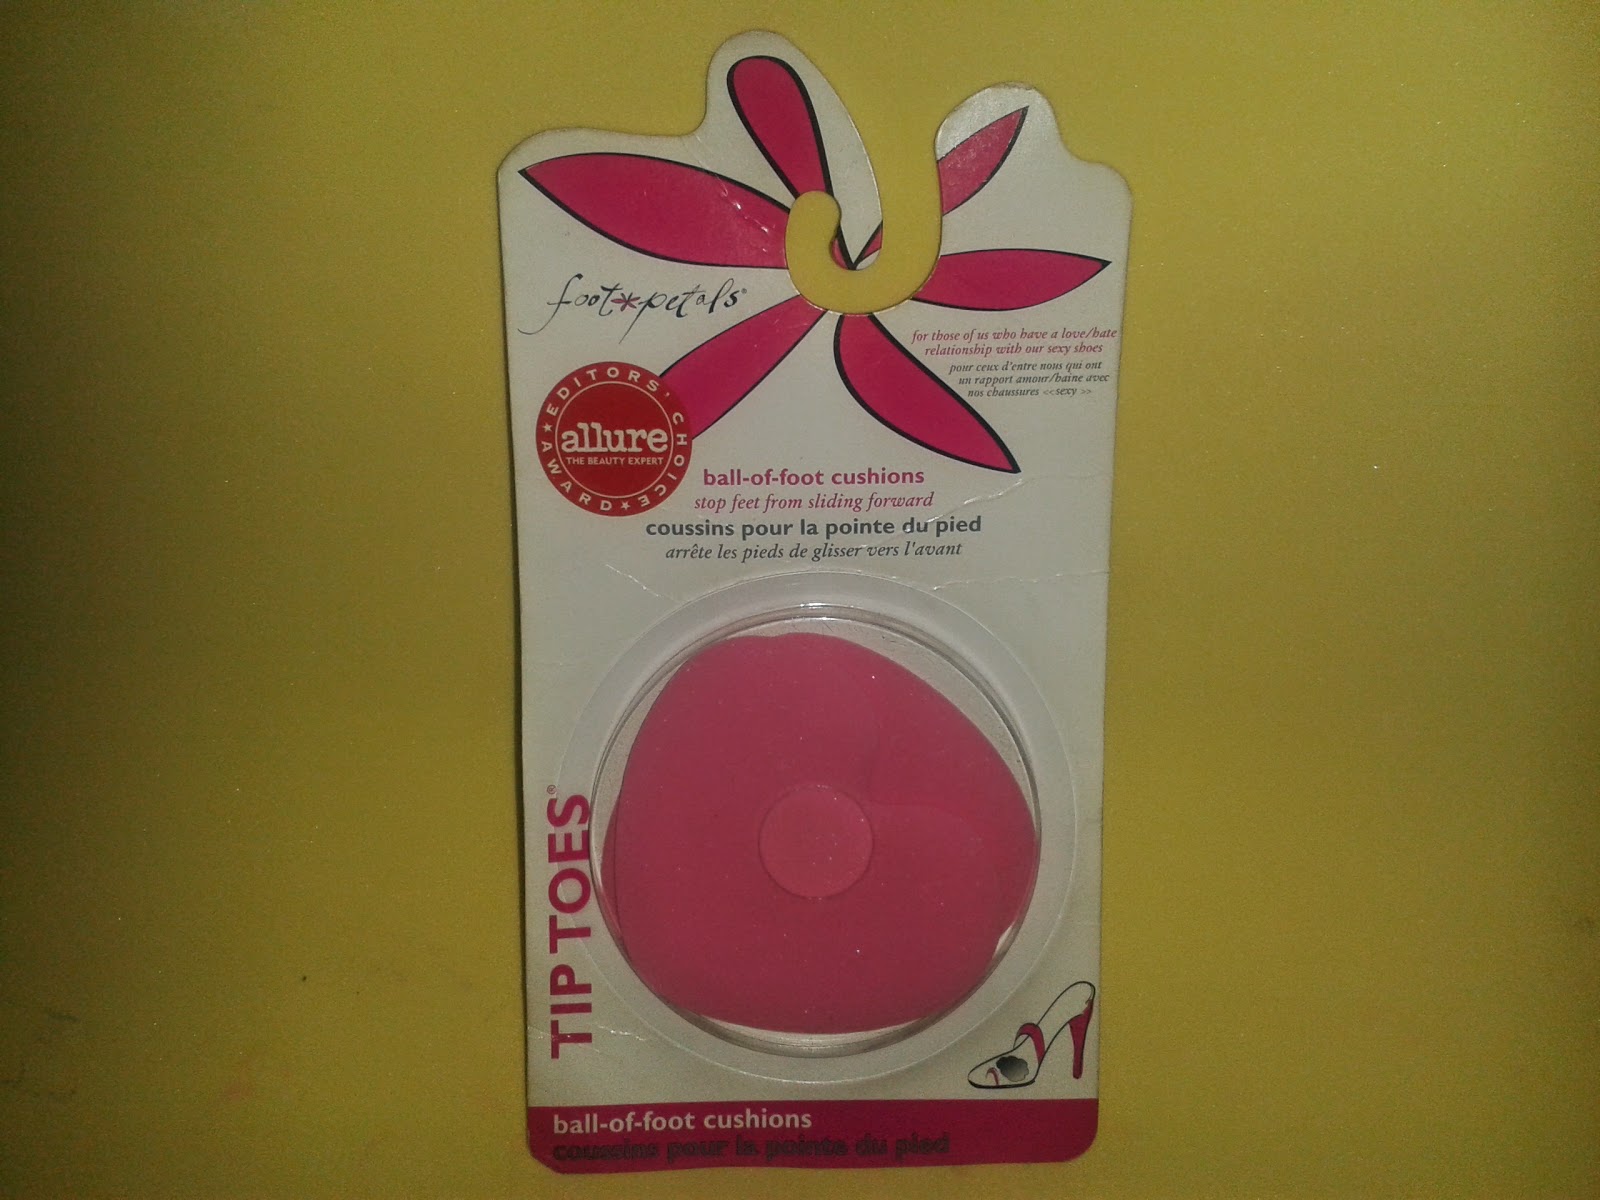 foot*petals®
for those of us who have a love/hate
relationship with our sexy shoes
pour ceux d'entre nous qui ont
un rapport amour/haine avec
nos chaussures <<sexy >>
EDITORS' CHOICE ★ AWARD ★
allure
THE BEAUTY EXPERT
ball-of-foot cushions
stop feet from sliding forward
coussins pour la pointe du pied
arrête les pieds de glisser vers l'avant
TIP TOES®
ball-of-foot cushions
coussins pour la pointe du pied